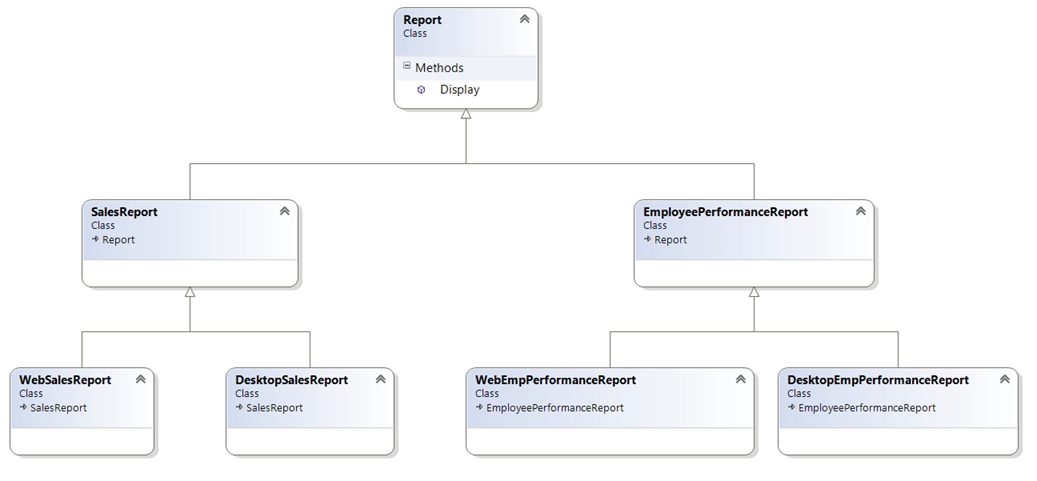 Report
Class
Methods
Display
SalesReport
Class
Report
EmployeePerformanceReport
Class
Report
WebSalesReport
Class
SalesReport
DesktopSalesReport
Class
SalesReport
WebEmpPerformanceReport
Class
EmployeePerformanceReport
DesktopEmpPerformanceReport
Class
EmployeePerformanceReport